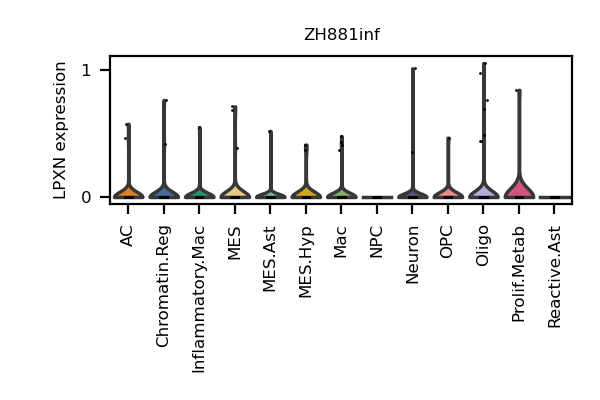 ZH881inf
LPXN expression
1
0
AC
Chromatin.Reg
Inflammatory.Mac
MES
MES.Ast
MES.Hyp
Mac
NPC
Neuron
OPC
Oligo
Prolif.Metab
Reactive.Ast